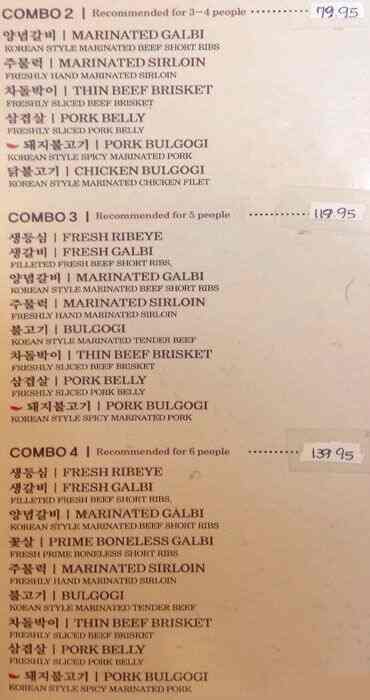 COMBO 2 | Recommended for 3-4 people 79.95
양념갈비 | MARINATED GALBI
KOREAN STYLE MARINATED BEEF SHORT RIBS
주물럭 | MARINATED SIRLOIN
FRESHLY HAND MARINATED SIRLOIN
차돌박이 | THIN BEEF BRISKET
FRESHLY SLICED BEEF BRISKET
삼겹살 | PORK BELLY
FRESHLY SLICED PORK BELLY
돼지불고기 | PORK BULGOGI
KOREAN STYLE SPICY MARINATED PORK
닭불고기 | CHICKEN BULGOGI
KOREAN STYLE MARINATED CHICKEN FILET
COMBO 3 | Recommended for 5 people 119.95
생등심 | FRESH RIBEYE
생갈비 | FRESH GALBI
FILLETED FRESH BEEF SHORT RIBS,
양념갈비 | MARINATED GALBI
KOREAN STYLE MARINATED BEEF SHORT RIBS
주물럭 | MARINATED SIRLOIN
FRESHLY HAND MARINATED SIRLOIN
불고기 | BULGOGI
KOEAN STYLE MARINATED TENDER BEEF
차돌박이 | THIN BEEF BRISKET
FRESHLY SLICED BEEF BRISKET
삼겹살 | PORK BELLY
FRESHLY SLICED PORK BELLY
돼지불고기 | PORK BULGOGI
KOREAN STYLE SPICY MARINATED PORK
COMBO 4 | Recommended for 6 people 139.95
생등심 | FRESH RIBEYE
생갈비 | FRESH GALBI
FILLETED FRESH BEEF SHORT RIBS,
양념갈비 | MARINATED GALBI
KOREAN STYLE MARINATED BEEF SHORT RIBS
꽃살 | PRIME BONELESS GALBI
FRESH PRIME BONELESS SHORT RIBS
주물럭 | MARINATED SIRLOIN
FRESHLY HAND MARINATED SIRLOIN
불고기 | BULGOGI
KOEAN STYLE MARINATED TENDER BEEF
차돌박이 | THIN BEEF BRISKET
FRESHLY SLICED BEEF BRISKET
삼겹살 | PORK BELLY
FRESHLY SLICED PORK BELLY
돼지불고기 | PORK BULGOGI
KOREAN STYLE SPICY MARINATED PORK